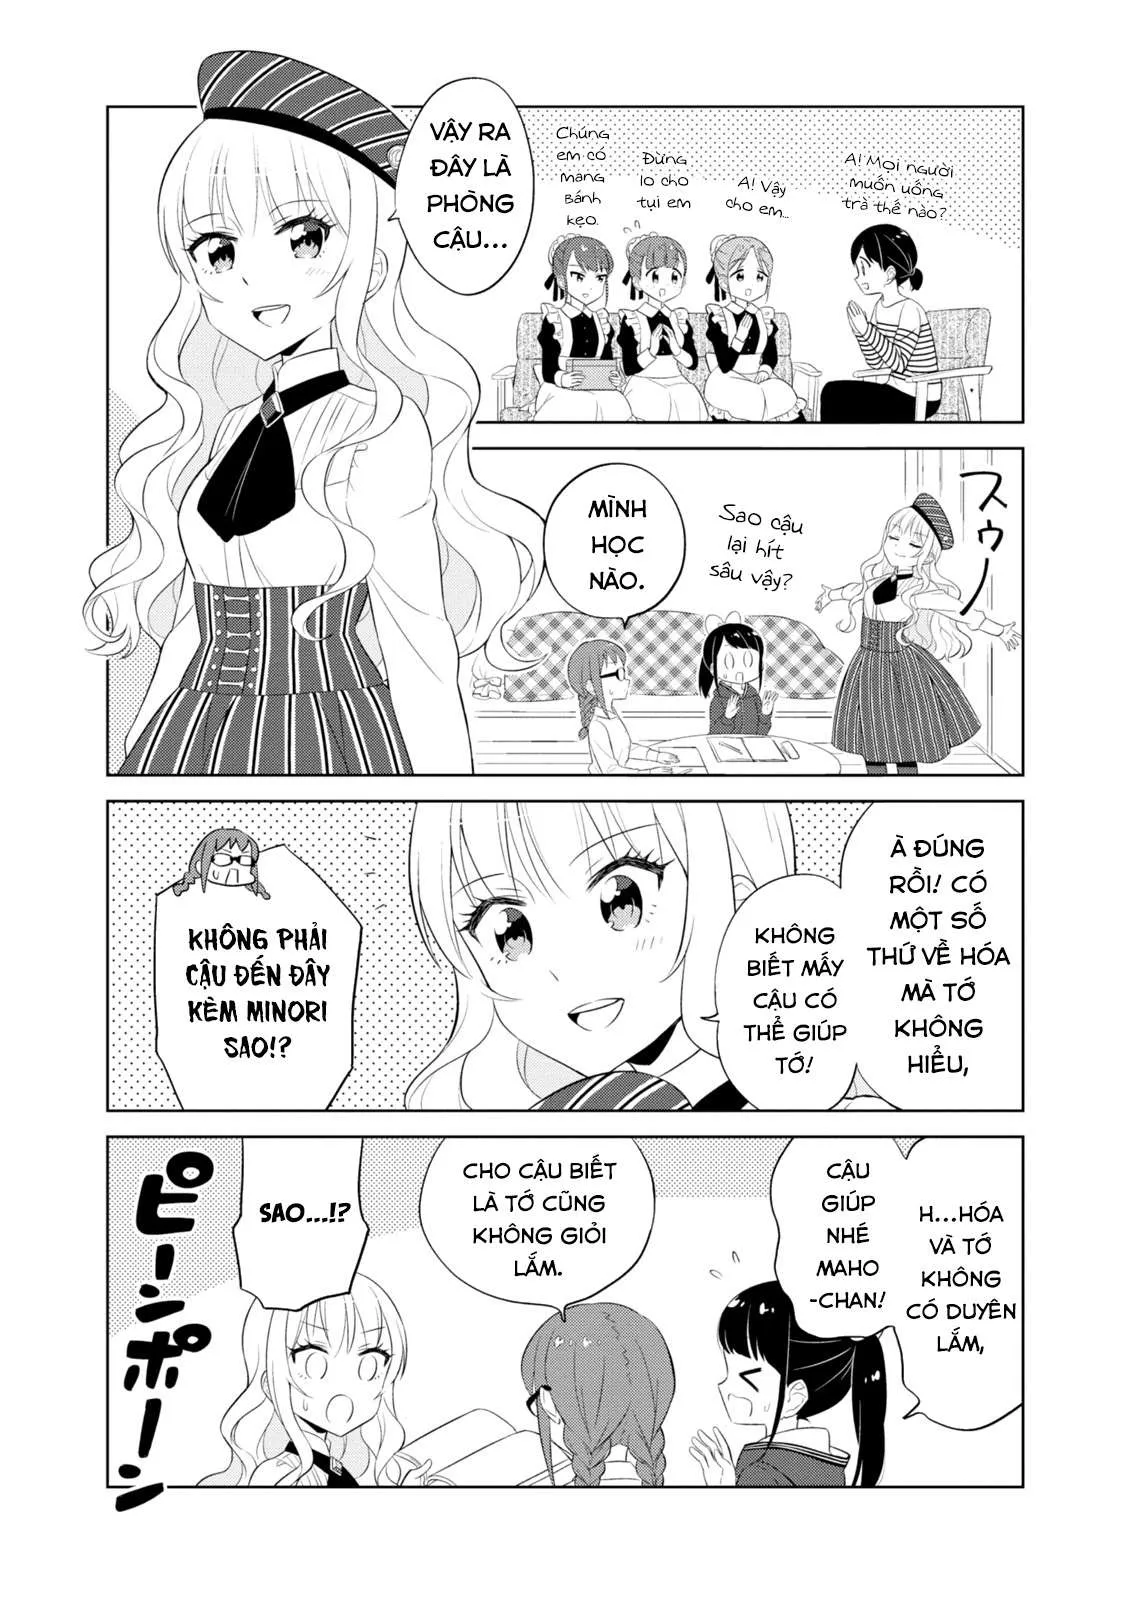 A! Mọi người
muốn uống
trà thế nào?
A! Vậy
cho em...
Đừng
lo cho
tụi em
Chúng
em có
mang
Bánh
kẹo.
VẬY RA
ĐÂY LÀ
PHÒNG
CẬU...
スゥー
Sao cậu
lại hít
sâu vậy?
MÌNH
HỌC
NÀO.
À ĐÚNG
RỒI! CÓ
MỘT SỐ
THỨ VỀ HÓA
MÀ TỚ
KHÔNG
HIỂU,
KHÔNG
BIẾT MẤY
CẬU CÓ
THỂ GIÚP
TỚ!
KHÔNG PHẢI
CẬU ĐẾN ĐÂY
KÈM MINORI
SAO!?
H...HÓA
VÀ TỚ
KHÔNG
CÓ DUYÊN
LẮM,
CẬU
GIÚP
NHÉ
MAHO
-CHAN!
CHO CẬU BIẾT
LÀ TỚ CŨNG
KHÔNG GIỎI
LẮM.
SAO...!?
ピーンポーン